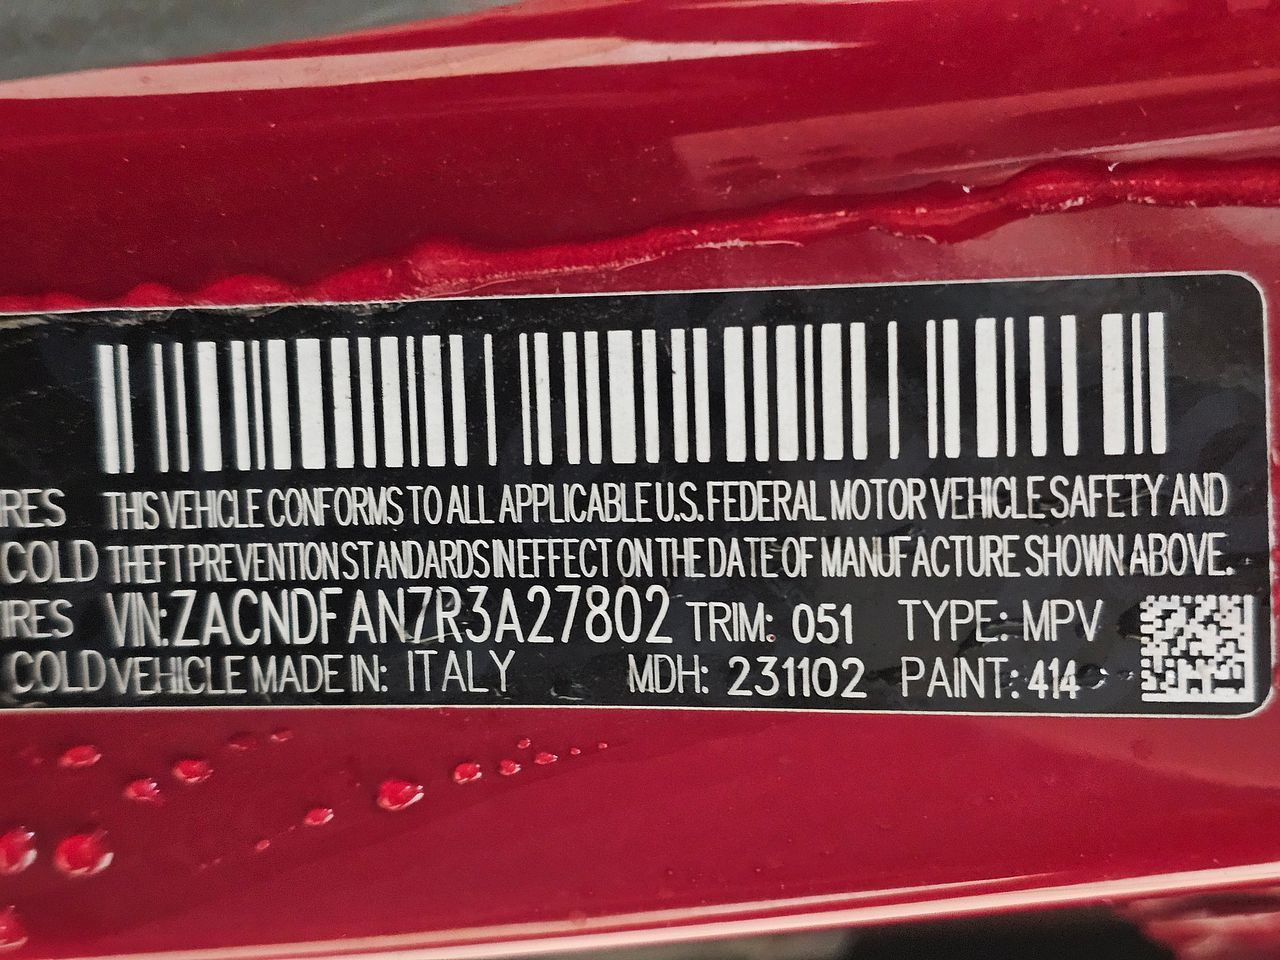 RES THIS VEHICLE CONFORMS TO ALL APPLICABLE U.S. FEDERAL MOTOR VEHICLE SAFETY AND
COLD THEFT PREVENTION STANDARDS IN EFFECT ON THE DATE OF MANUFACTURE SHOWN ABOVE.
IRES VIN:ZACNDFAN7R3A27802 TRIM: 051 TYPE: MPV
COLD VEHICLE MADE IN: ITALY MDH: 231102 PAINT: 414